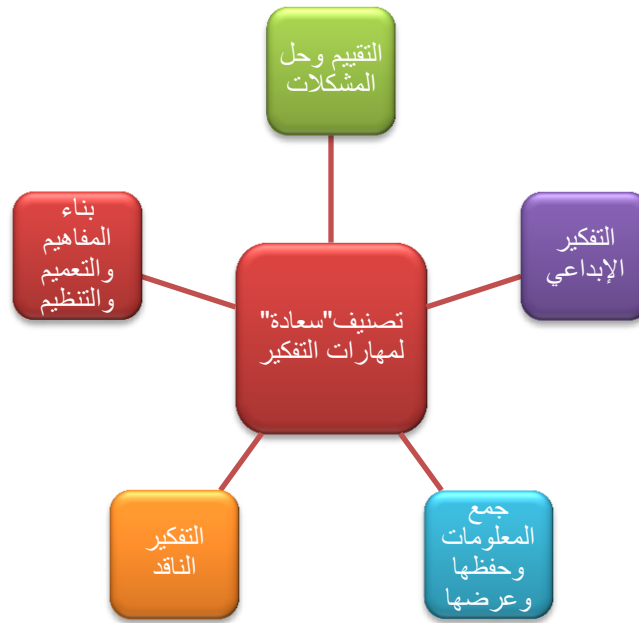 التقييم وحل
المشكلات
التفكير
الإبداعي
بناء
المفاهيم
والتعميم
والتنظيم
تصنيف"سعادة"
لمهارات التفكير
جمع
المعلومات
وحفظها
وعرضها
التفكير
الناقد